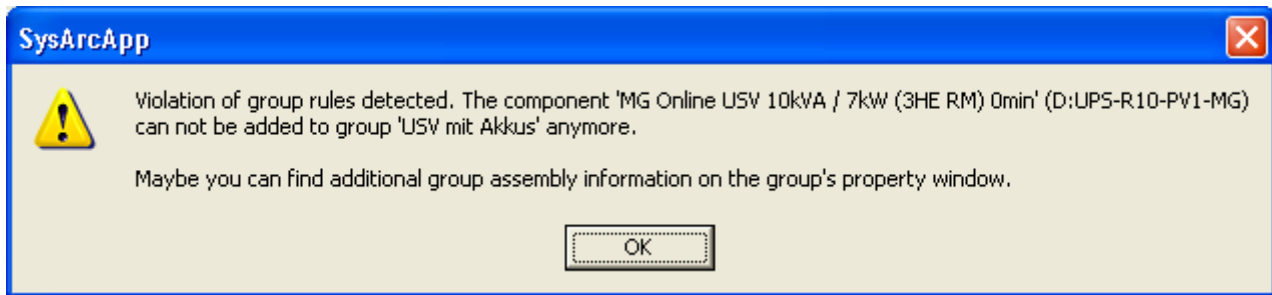 SysArcApp
Violation of group rules detected. The component 'MG Online USV 10kVA / 7kW (3HE RM) 0min' (D:UPS-R10-PV1-MG)
can not be added to group 'USV mit Akkus' anymore.
Maybe you can find additional group assembly information on the group's property window.
OK